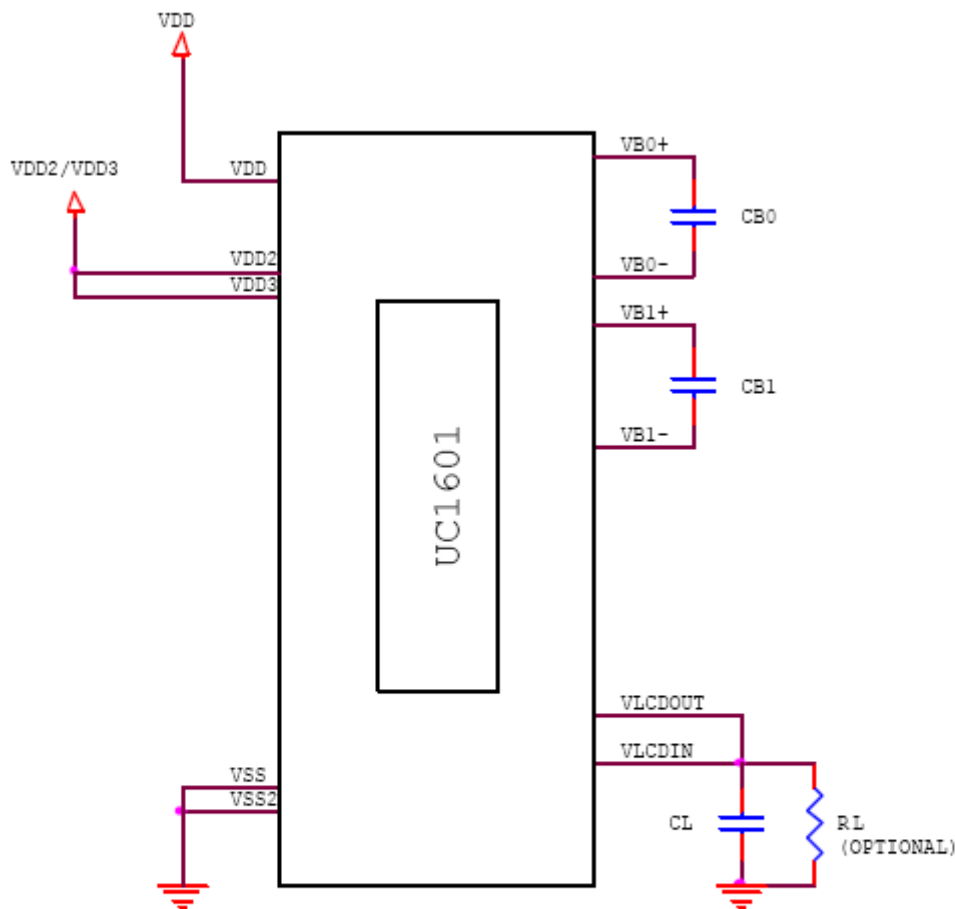 VDD
VDD2/VDD3
VDD
VDD2
VDD3
VSS
VSS2
UC1601
VB0+
CB0
VB0-
VB1+
CB1
VB1-
VLCDOUT
VLCDIN
CL
RL
(OPTIONAL)